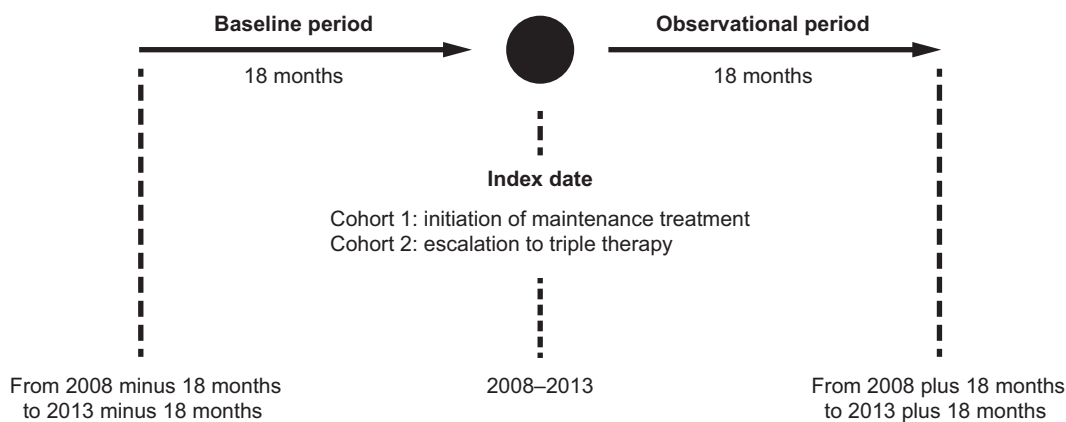 Baseline period
Observational period
18 months
18 months
Index date
Cohort 1: initiation of maintenance treatment
Cohort 2: escalation to triple therapy
From 2008 minus 18 months
to 2013 minus 18 months
2008–2013
From 2008 plus 18 months
to 2013 plus 18 months